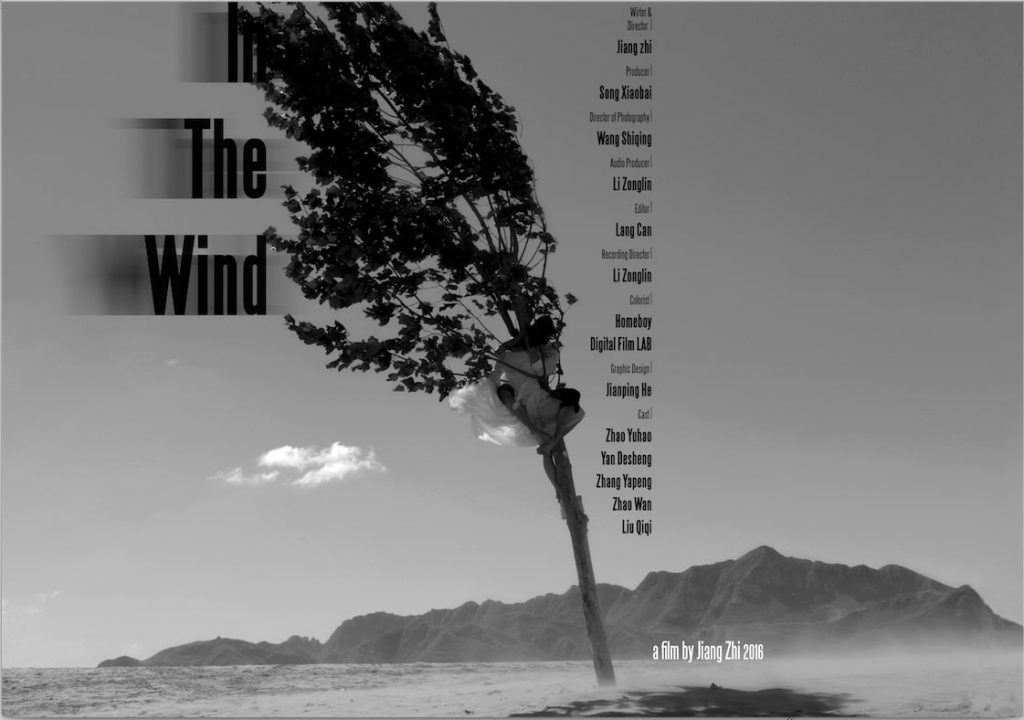 In
The
Wind
Writer &
Director |
Jiang zhi
Producer |
Song Xiaobai
Director of Photography |
Wang Shiqing
Audio Producer |
Li Zonglin
Editor |
Lang Can
Recording Director |
Li Zonglin
Colorist |
Homeboy
Digital Film LAB
Graphic Design |
Jianping He
Cast |
Zhao Yuhao
Yan Desheng
Zhang Yapeng
Zhao Wan
Liu Qiqi
a film by Jiang Zhi 2016